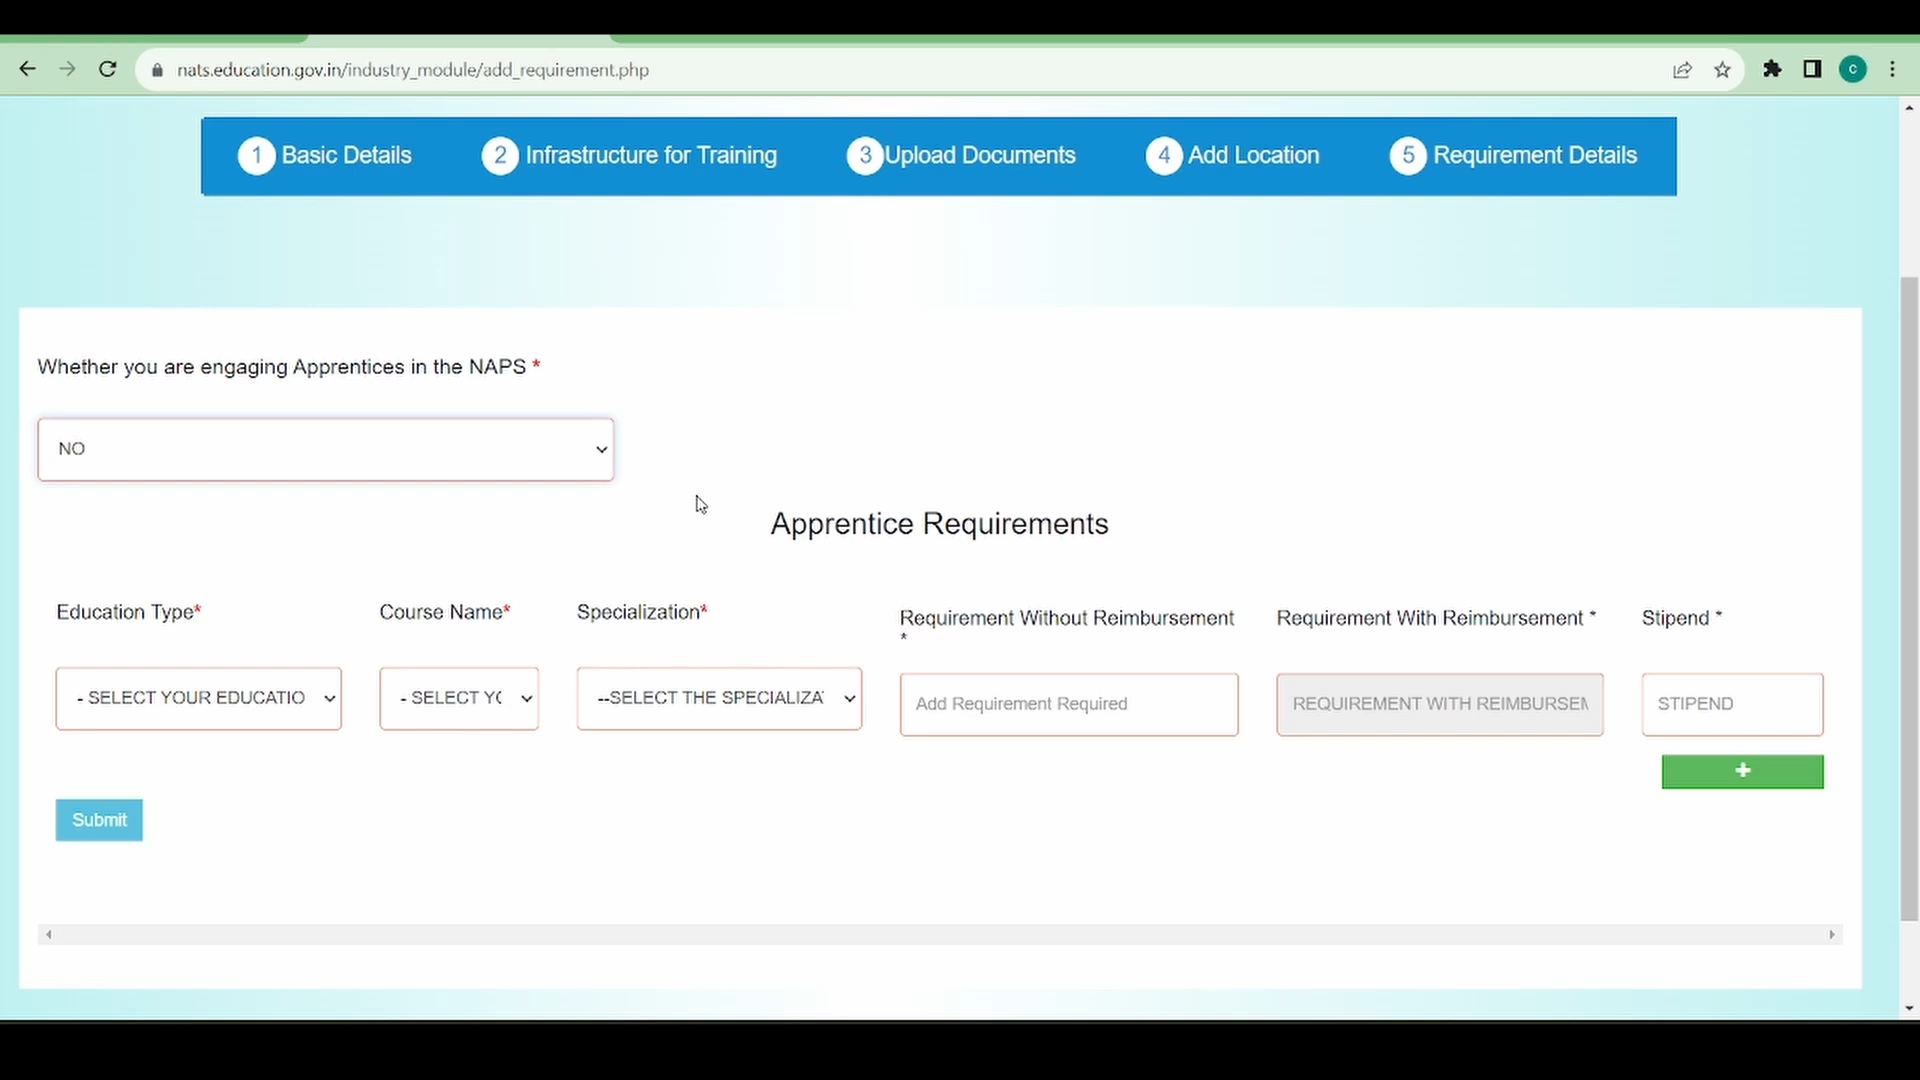 nats.education.gov.in/industry_module/add_requirement.php
C
1 Basic Details 2 Infrastructure for Training 3 Upload Documents 4 Add Location 5 Requirement Details
Whether you are engaging Apprentices in the NAPS *
NO
Apprentice Requirements
Education Type* Course Name* Specialization* Requirement Without Reimbursement * Requirement With Reimbursement * Stipend *
- SELECT YOUR EDUCATIO - SELECT YO --SELECT THE SPECIALIZAT Add Requirement Required REQUIREMENT WITH REIMBURSEM STIPEND
+
Submit